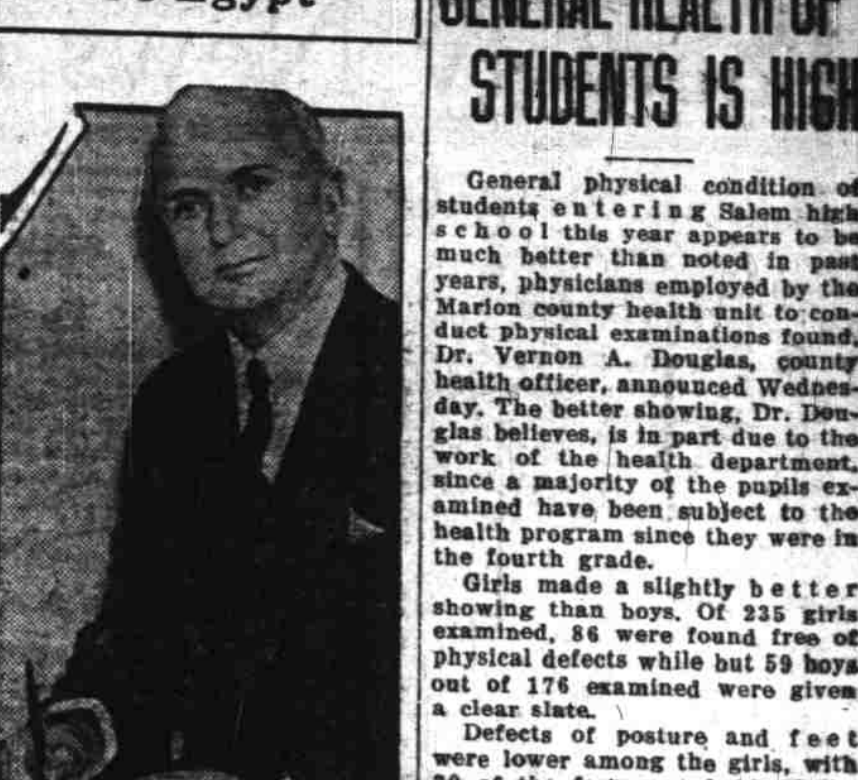 Egypt
GENERAL HEALTH OF
STUDENTS IS HIGH
General physical condition of
students entering Salem high
school this year appears to be
much better than noted in past
years, physicians employed by the
Marion county health unit to con-
duct physical examinations found,
Dr. Vernon A. Douglas, county
health officer, announced Wednes-
day. The better showing, Dr. Dou-
glas believes, is in part due to the
work of the health department,
since a majority of the pupils ex-
amined have been subject to the
health program since they were in
the fourth grade.
Girls made a slightly better
showing than boys. Of 235 girls
examined, 86 were found free of
physical defects while but 59 boys
out of 176 examined were given
a clear slate.
Defects of posture and feet
were lower among the girls, with